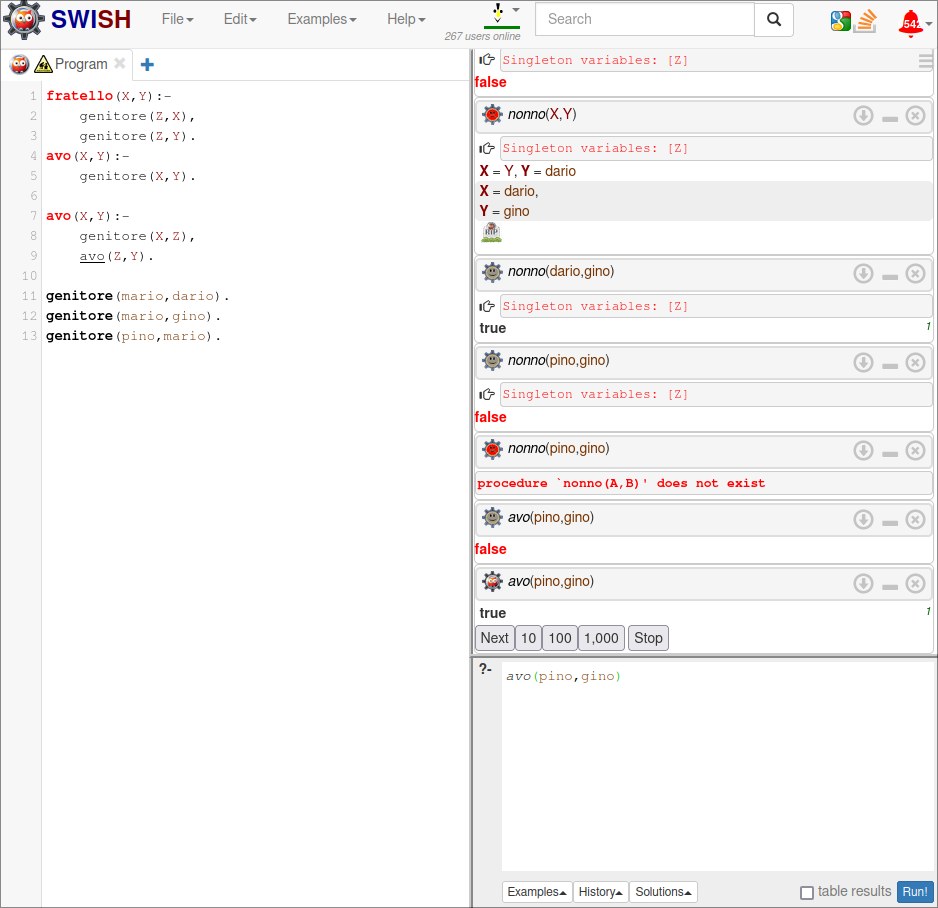 SWISH File Edit Examples Help 267 users online Search 542
Program
1 fratello(X,Y):-
2 genitore(Z,X),
3 genitore(Z,Y).
4 avo(X,Y):-
5 genitore(X,Y).
6
7 avo(X,Y):-
8 genitore(X,Z),
9 avo(Z,Y).
10
11 genitore(mario,dario).
12 genitore(mario,gino).
13 genitore(pino,mario).
Singleton variables: [Z]
false
nonno(X,Y)
Singleton variables: [Z]
X = Y, Y = dario
X = dario,
Y = gino
RIP
nonno(dario,gino)
Singleton variables: [Z]
true 1
nonno(pino,gino)
Singleton variables: [Z]
false
nonno(pino,gino)
procedure `nonno(A,B)' does not exist
avo(pino,gino)
false
avo(pino,gino)
true 1
Next 10 100 1,000 Stop
?- avo(pino,gino)
Examples History Solutions table results Run!